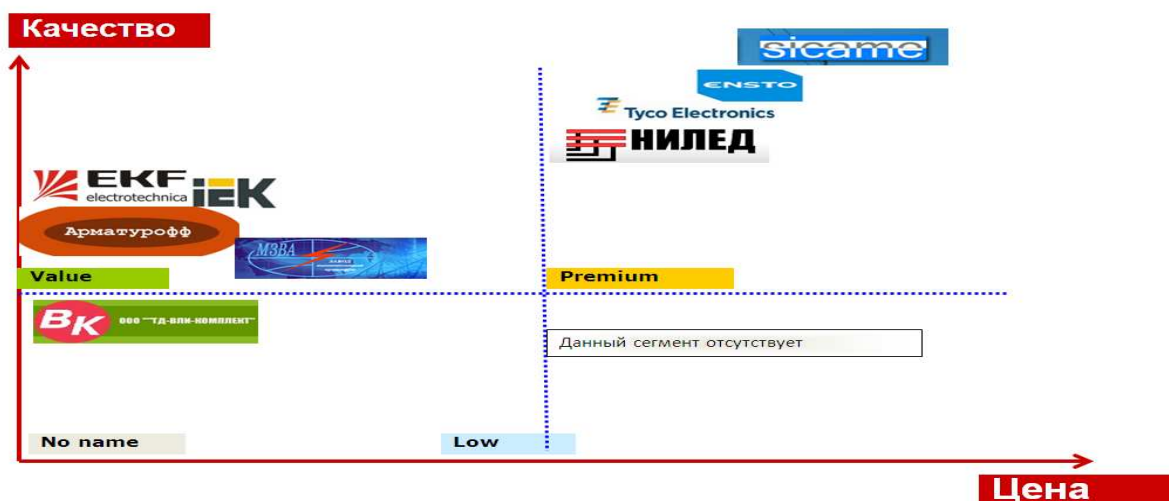 Качество
sicame
ENSTO
Tyco Electronics
НИЛЕД
EKF
electrotechnica
iEK
Арматурофф
МЗВА
Value
Premium
ВК ООО "ТД-ВПИ-КОМПЛЕКТ"
Данный сегмент отсутствует
No name
Low
Цена